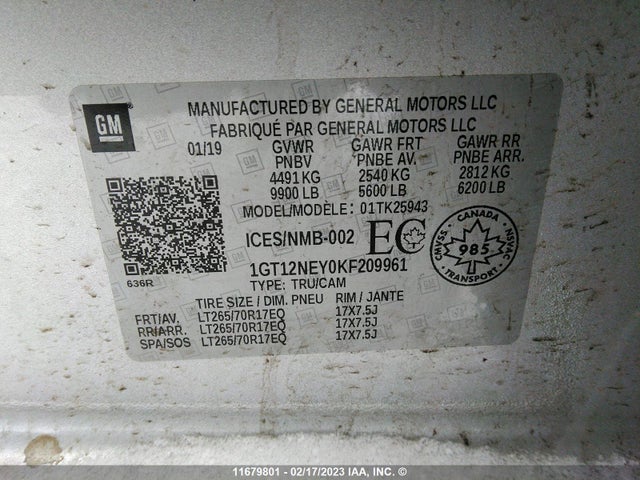 GM
MANUFACTURED BY GENERAL MOTORS LLC
FABRIQUÉ PAR GENERAL MOTORS LLC
01/19 GVWR GAWR FRT GAWR RR
PNBV PNBE AV. PNBE ARR.
4491 KG 2540 KG 2812 KG
9900 LB 5600 LB 6200 LB
MODEL/MODÈLE: 01TK25943
ICES/NMB-002 EC
CANADA
CMVSS. 985 NSVAC
TRANSPORT
636R
1GT12NEY0KF209961
TYPE: TRU/CAM
TIRE SIZE / DIM. PNEU RIM / JANTE
FRT/AV. LT265/70R17EQ 17X7.5J
RR/ARR. LT265/70R17EQ 17X7.5J
SPA/SOS LT265/70R17EQ 17X7.5J
11679801 - 02/17/2023 | IAA, INC. ©